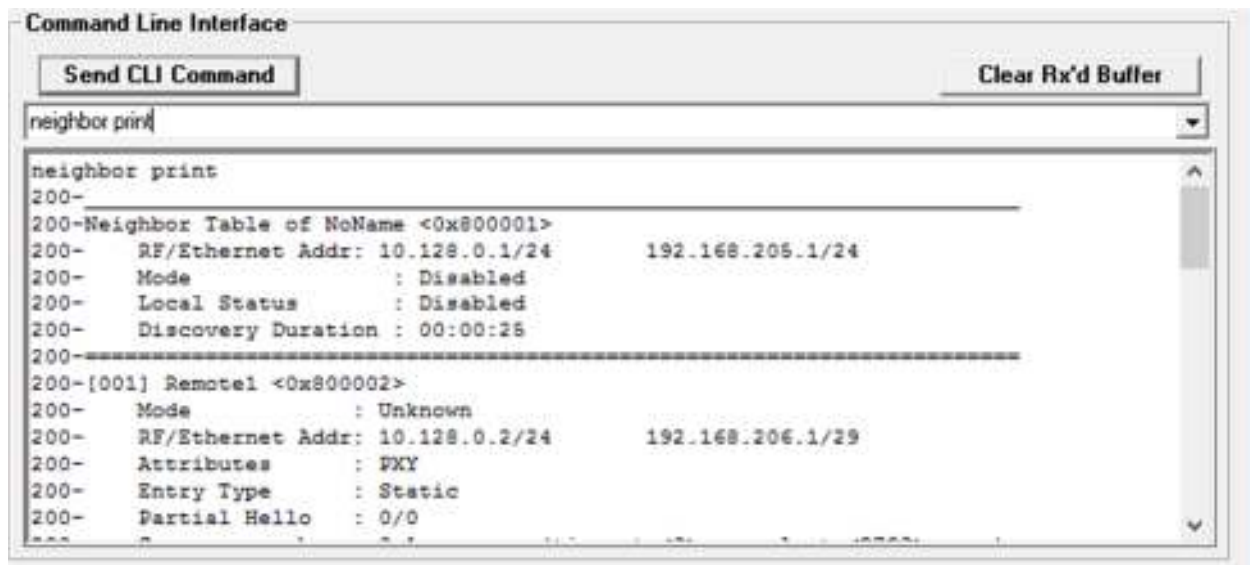 Command Line Interface
Send CLI Command
Clear Rx'd Buffer
neighbor print
neighbor print
200-
200-Neighbor Table of NoName <0x800001>
200- RF/Ethernet Addr: 10.128.0.1/24 192.168.205.1/24
200- Mode : Disabled
200- Local Status : Disabled
200- Discovery Duration : 00:00:25
200-======================================================================
200-[001] Remote1 <0x800002>
200- Mode : Unknown
200- RF/Ethernet Addr: 10.128.0.2/24 192.168.206.1/29
200- Attributes : PXY
200- Entry Type : Static
200- Partial Hello : 0/0